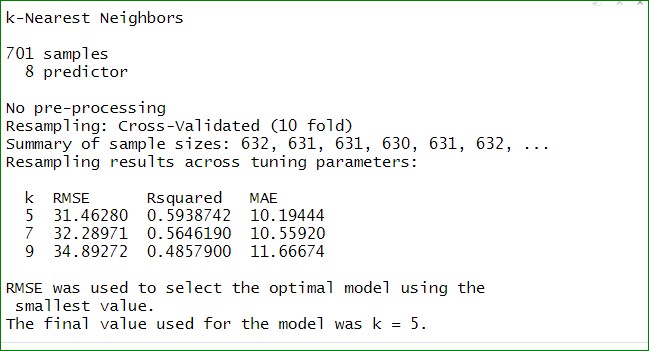 k-Nearest Neighbors
701 samples
8 predictor
No pre-processing
Resampling: Cross-Validated (10 fold)
Summary of sample sizes: 632, 631, 631, 630, 631, 632, ...
Resampling results across tuning parameters:
k RMSE Rsquared MAE
5 31.46280 0.5938742 10.19444
7 32.28971 0.5646190 10.55920
9 34.89272 0.4857900 11.66674
RMSE was used to select the optimal model using the
smallest value.
The final value used for the model was k = 5.